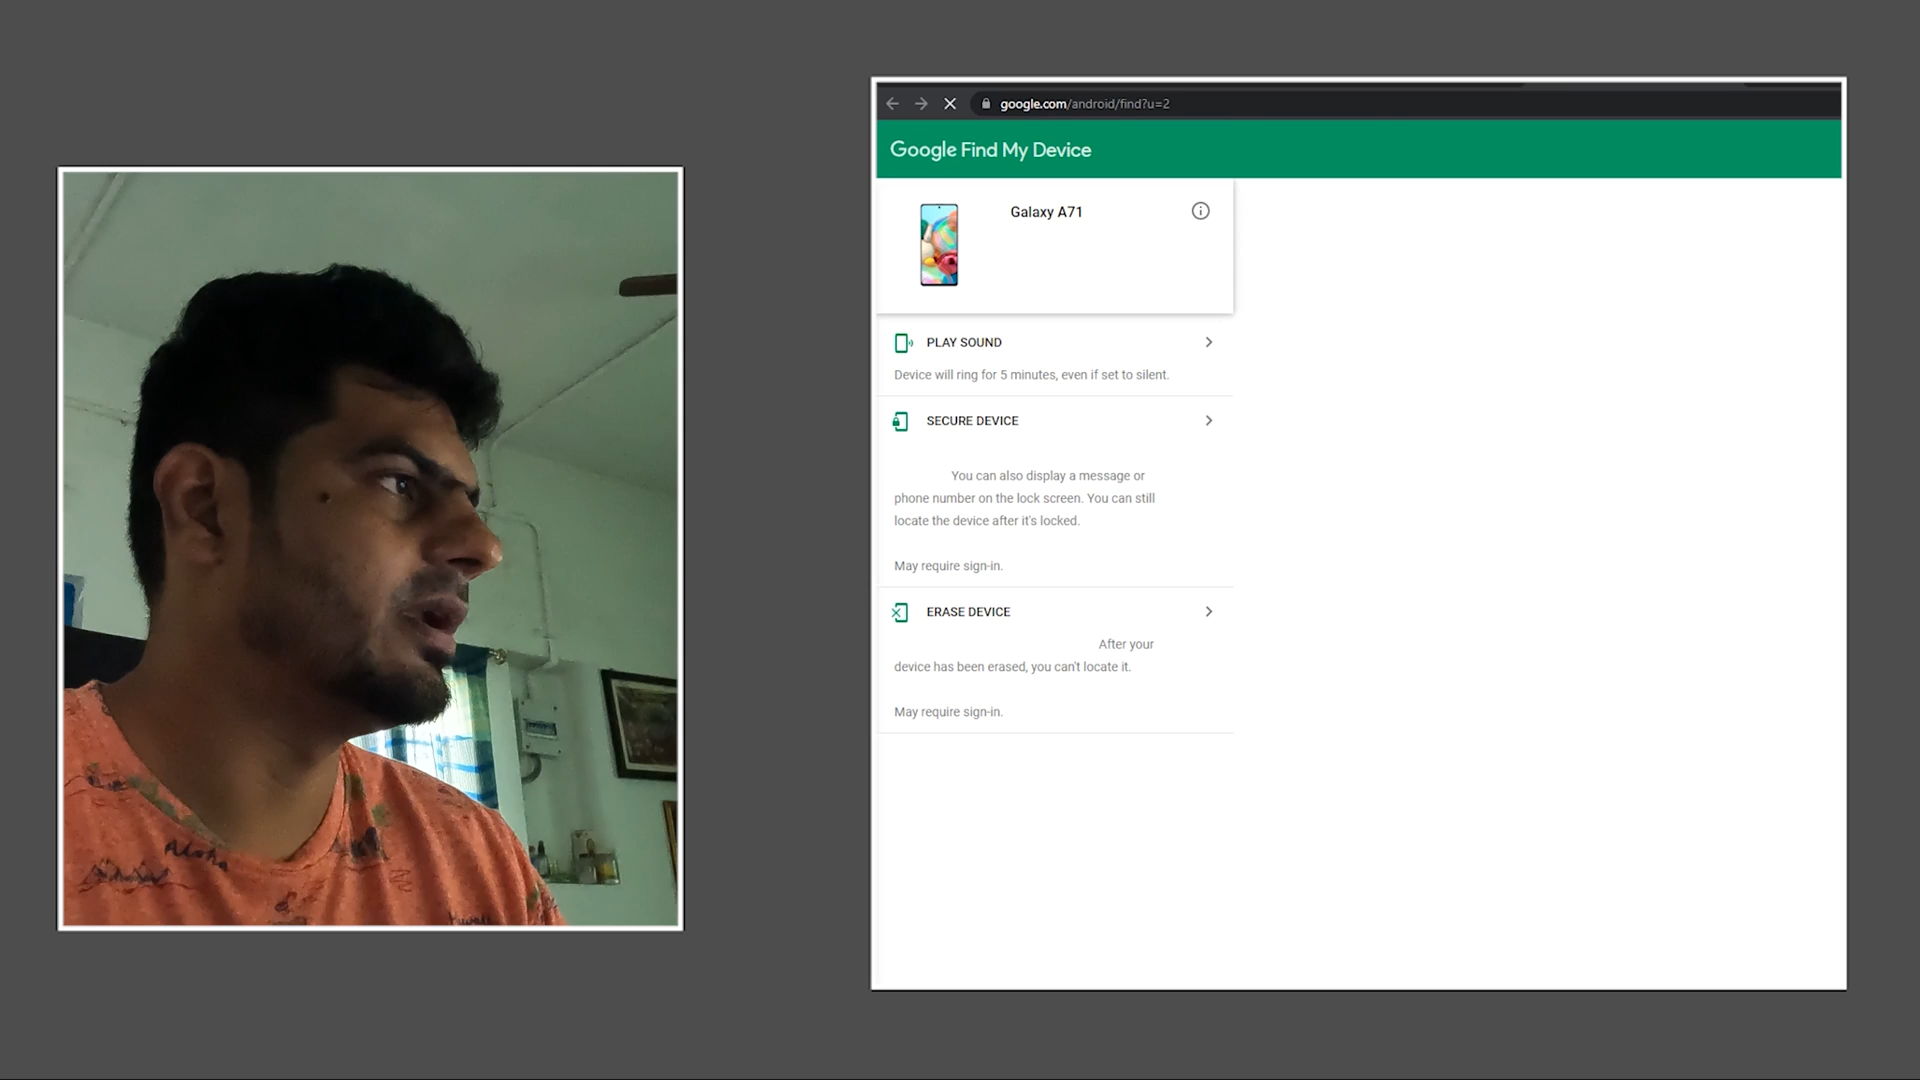 google.com/android/find?u=2
Google Find My Device
Galaxy A71
PLAY SOUND
Device will ring for 5 minutes, even if set to silent.
SECURE DEVICE
You can also display a message or
phone number on the lock screen. You can still
locate the device after it's locked.
May require sign-in.
ERASE DEVICE
After your
device has been erased, you can't locate it.
May require sign-in.
Aloha